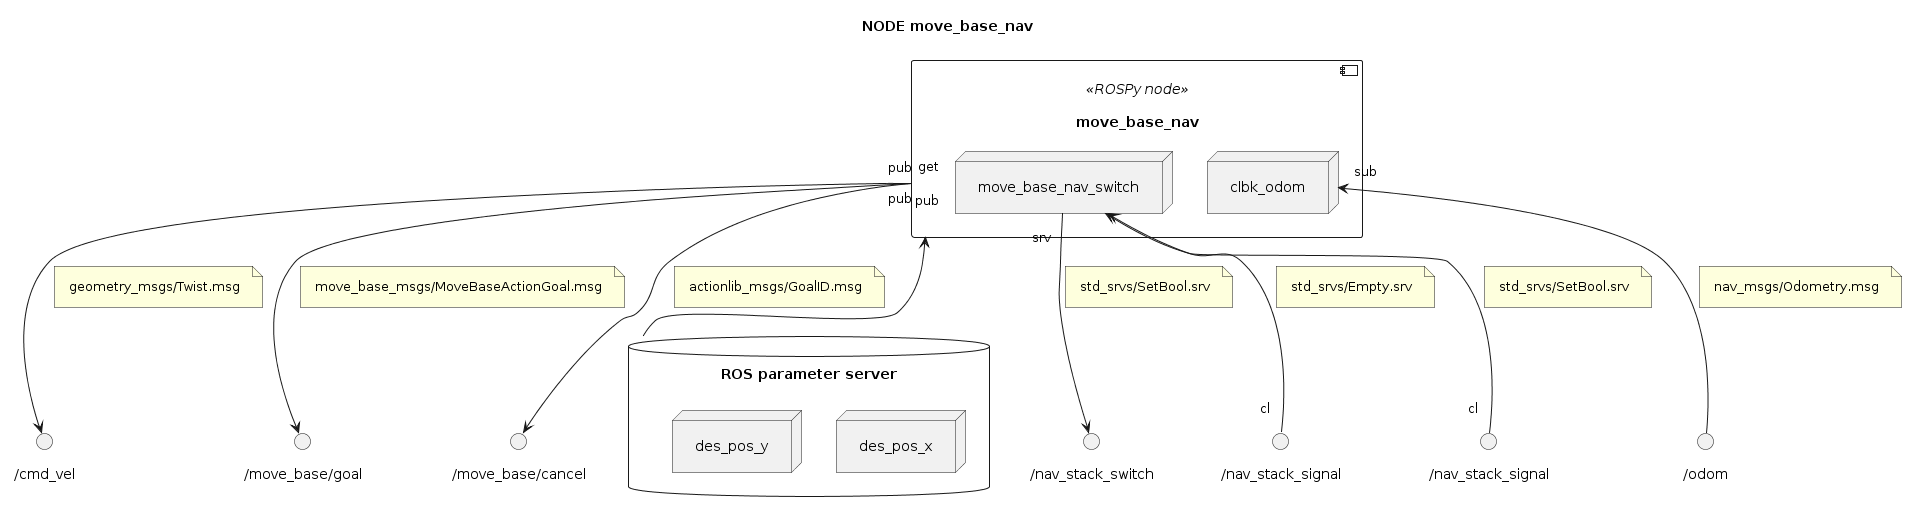 NODE move_base_nav
«ROSPy node»
move_base_nav
pub
get
pub
pub
move_base_nav_switch
clbk_odom
sub
srv
geometry_msgs/Twist.msg
move_base_msgs/MoveBaseActionGoal.msg
actionlib_msgs/GoalID.msg
std_srvs/SetBool.srv
std_srvs/Empty.srv
std_srvs/SetBool.srv
nav_msgs/Odometry.msg
ROS parameter server
des_pos_y
des_pos_x
cl
cl
/cmd_vel
/move_base/goal
/move_base/cancel
/nav_stack_switch
/nav_stack_signal
/nav_stack_signal
/odom